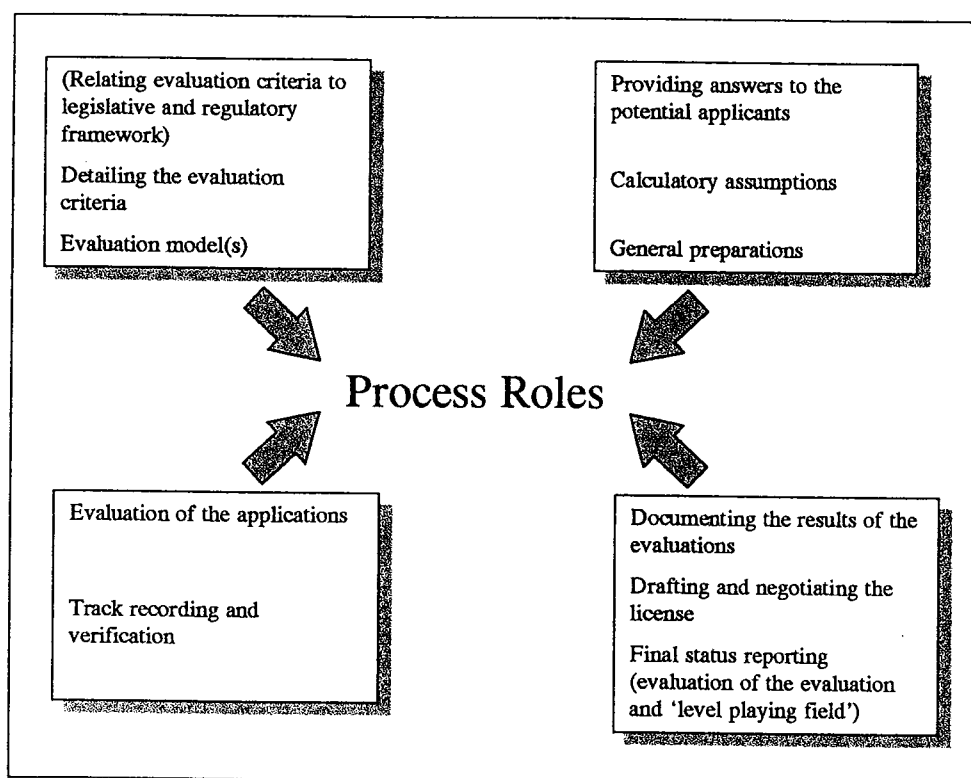 (Relating evaluation criteria to
legislative and regulatory
framework)
Detailing the evaluation
criteria
Evaluation model(s)
Providing answers to the
potential applicants
Calculatory assumptions
General preparations
Process Roles
Evaluation of the applications
Track recording and
verification
Documenting the results of the
evaluations
Drafting and negotiating the
license
Final status reporting
(evaluation of the evaluation
and ‘level playing field’)